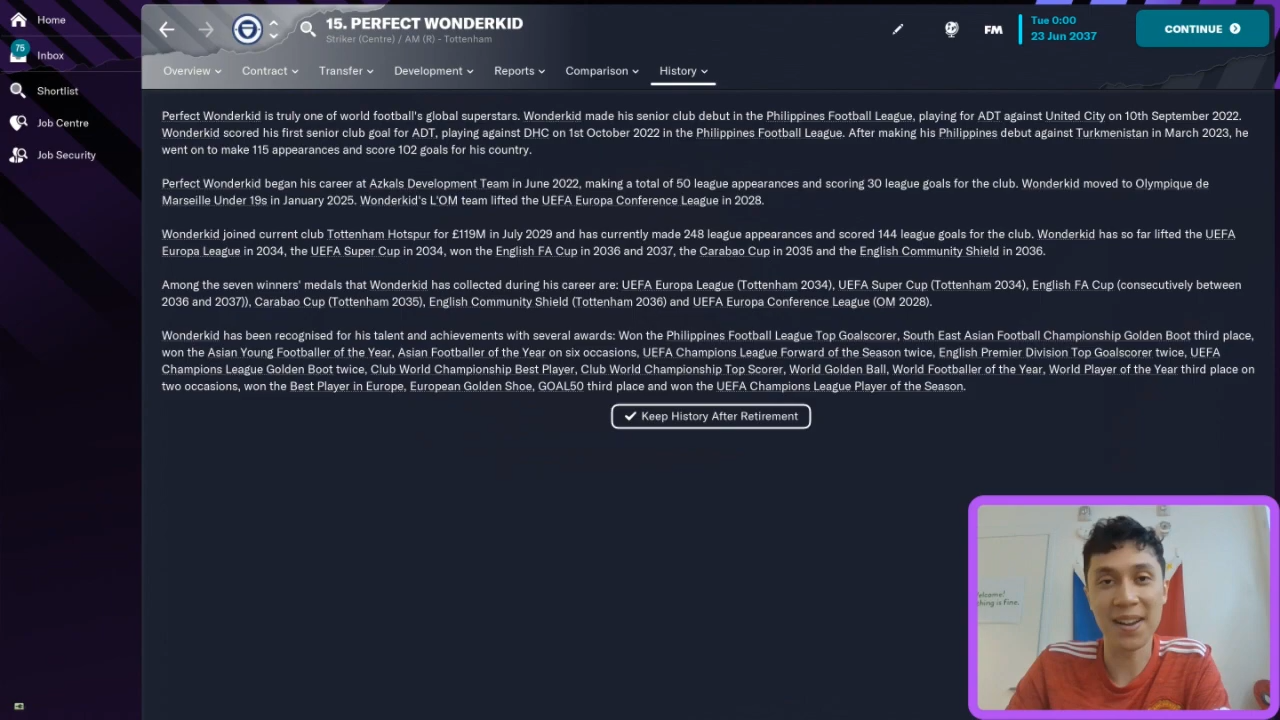 Home
75
Inbox
Shortlist
Job Centre
Job Security
15. PERFECT WONDERKID
Striker (Centre) / AM (R) - Tottenham
FM
Tue 0:00
23 Jun 2037
CONTINUE
Overview
Contract
Transfer
Development
Reports
Comparison
History
Perfect Wonderkid is truly one of world football's global superstars. Wonderkid made his senior club debut in the Philippines Football League, playing for ADT against United City on 10th September 2022.
Wonderkid scored his first senior club goal for ADT, playing against DHC on 1st October 2022 in the Philippines Football League. After making his Philippines debut against Turkmenistan in March 2023, he
went on to make 115 appearances and score 102 goals for his country.
Perfect Wonderkid began his career at Azkals Development Team in June 2022, making a total of 50 league appearances and scoring 30 league goals for the club. Wonderkid moved to Olympique de
Marseille Under 19s in January 2025. Wonderkid's L'OM team lifted the UEFA Europa Conference League in 2028.
Wonderkid joined current club Tottenham Hotspur for £119M in July 2029 and has currently made 248 league appearances and scored 144 league goals for the club. Wonderkid has so far lifted the UEFA
Europa League in 2034, the UEFA Super Cup in 2034, won the English FA Cup in 2036 and 2037, the Carabao Cup in 2035 and the English Community Shield in 2036.
Among the seven winners' medals that Wonderkid has collected during his career are: UEFA Europa League (Tottenham 2034), UEFA Super Cup (Tottenham 2034), English FA Cup (consecutively between
2036 and 2037)), Carabao Cup (Tottenham 2035), English Community Shield (Tottenham 2036) and UEFA Europa Conference League (OM 2028).
Wonderkid has been recognised for his talent and achievements with several awards: Won the Philippines Football League Top Goalscorer, South East Asian Football Championship Golden Boot third place,
won the Asian Young Footballer of the Year, Asian Footballer of the Year on six occasions, UEFA Champions League Forward of the Season twice, English Premier Division Top Goalscorer twice, UEFA
Champions League Golden Boot twice, Club World Championship Best Player, Club World Championship Top Scorer, World Golden Ball, World Footballer of the Year, World Player of the Year third place on
two occasions, won the Best Player in Europe, European Golden Shoe, GOAL50 third place and won the UEFA Champions League Player of the Season.
Keep History After Retirement
elcome!
thing is fine.